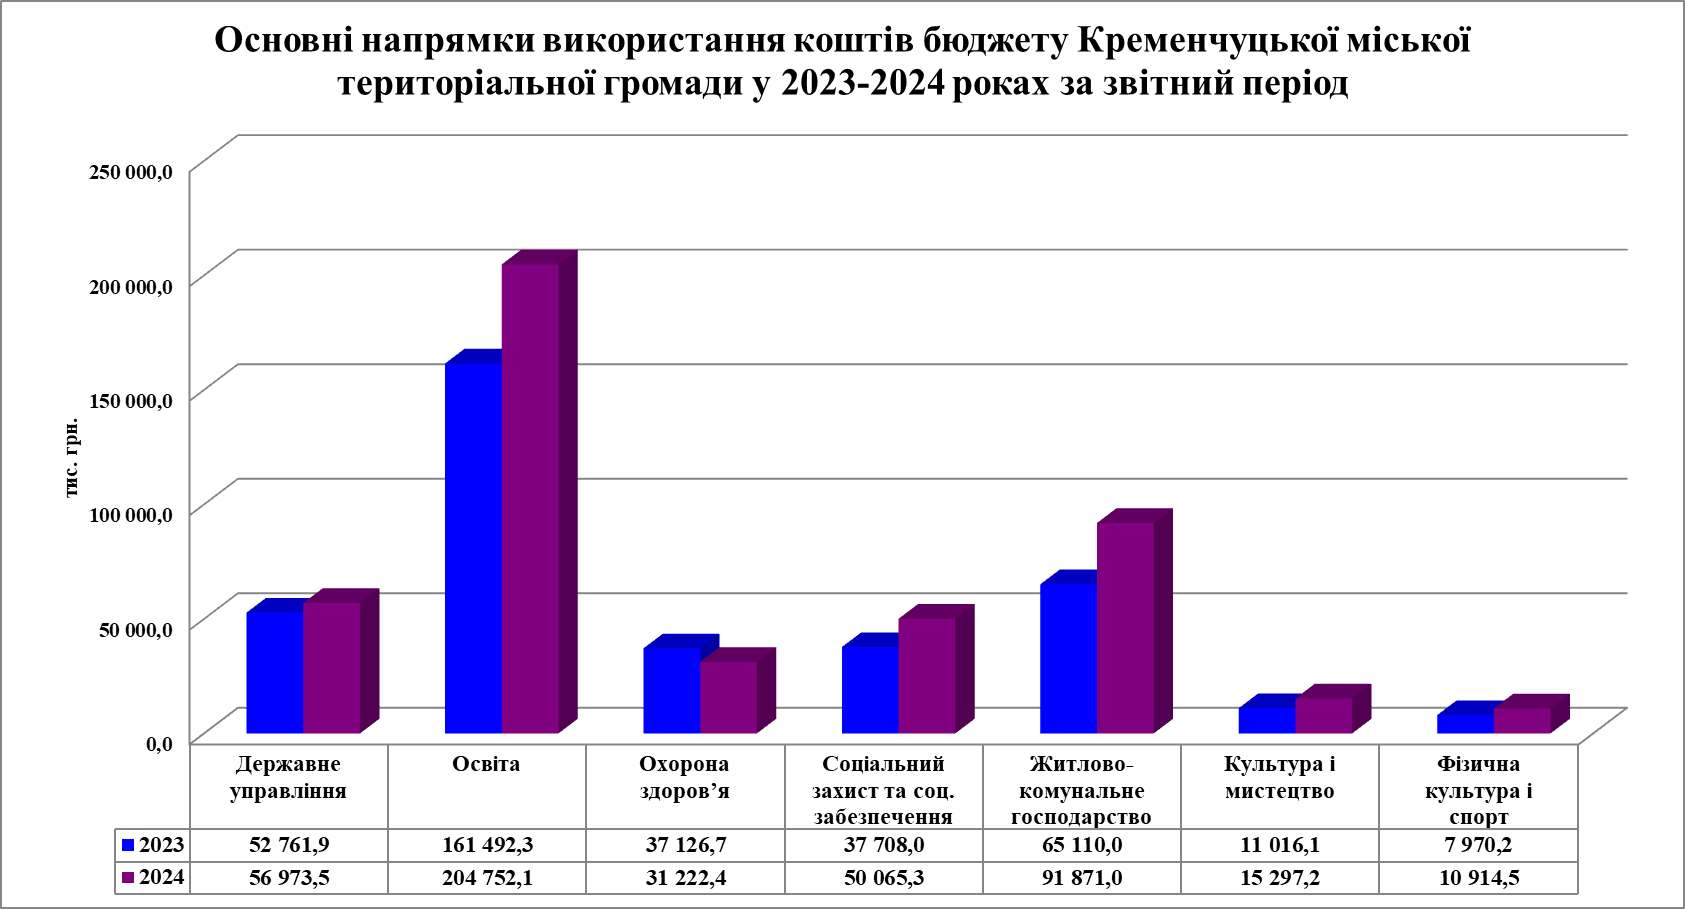 Основні напрямки використання коштів бюджету Кременчуцької міської
територіальної громади у 2023-2024 роках за звітний період
250 000,0
200 000,0
150 000,0
100 000,0
50 000,0
0,0
тис. грн.
Державне
управління
Освіта
Охорона
здоров’я
Соціальний
захист та соц.
забезпечення
Житлово-
комунальне
господарство
Культура і
мистецтво
Фізична
культура і
спорт
2023 52 761,9 161 492,3 37 126,7 37 708,0 65 110,0 11 016,1 7 970,2
2024 56 973,5 204 752,1 31 222,4 50 065,3 91 871,0 15 297,2 10 914,5